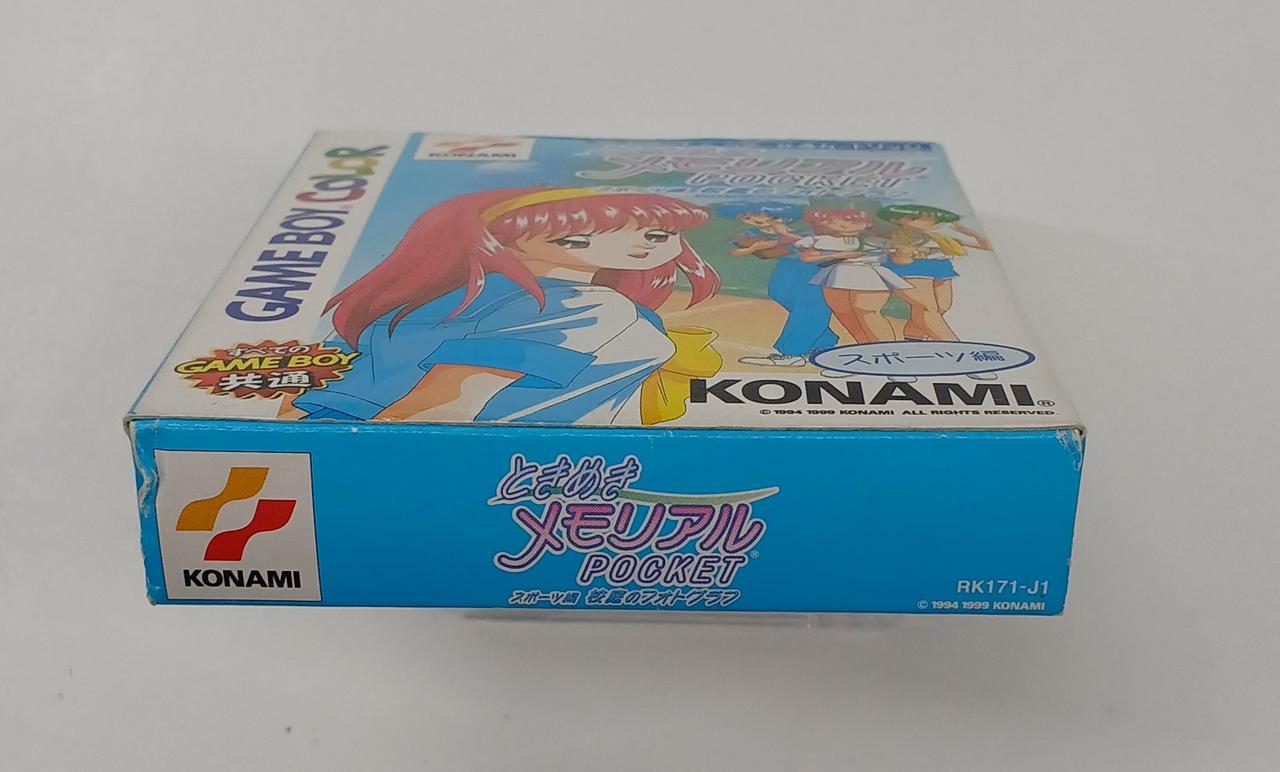 GAME BOY COLOR
KONAMI
メモリアル
POCKET
すべての
GAME BOY
共通
スポーツ編
KONAMI®
© 1994 1999 KONAMI ALL RIGHTS RESERVED.
KONAMI
ときめき
メモリアル
POCKET®
スポーツ編 校庭のフォトグラフ
RK171-J1
© 1994 1999 KONAMI